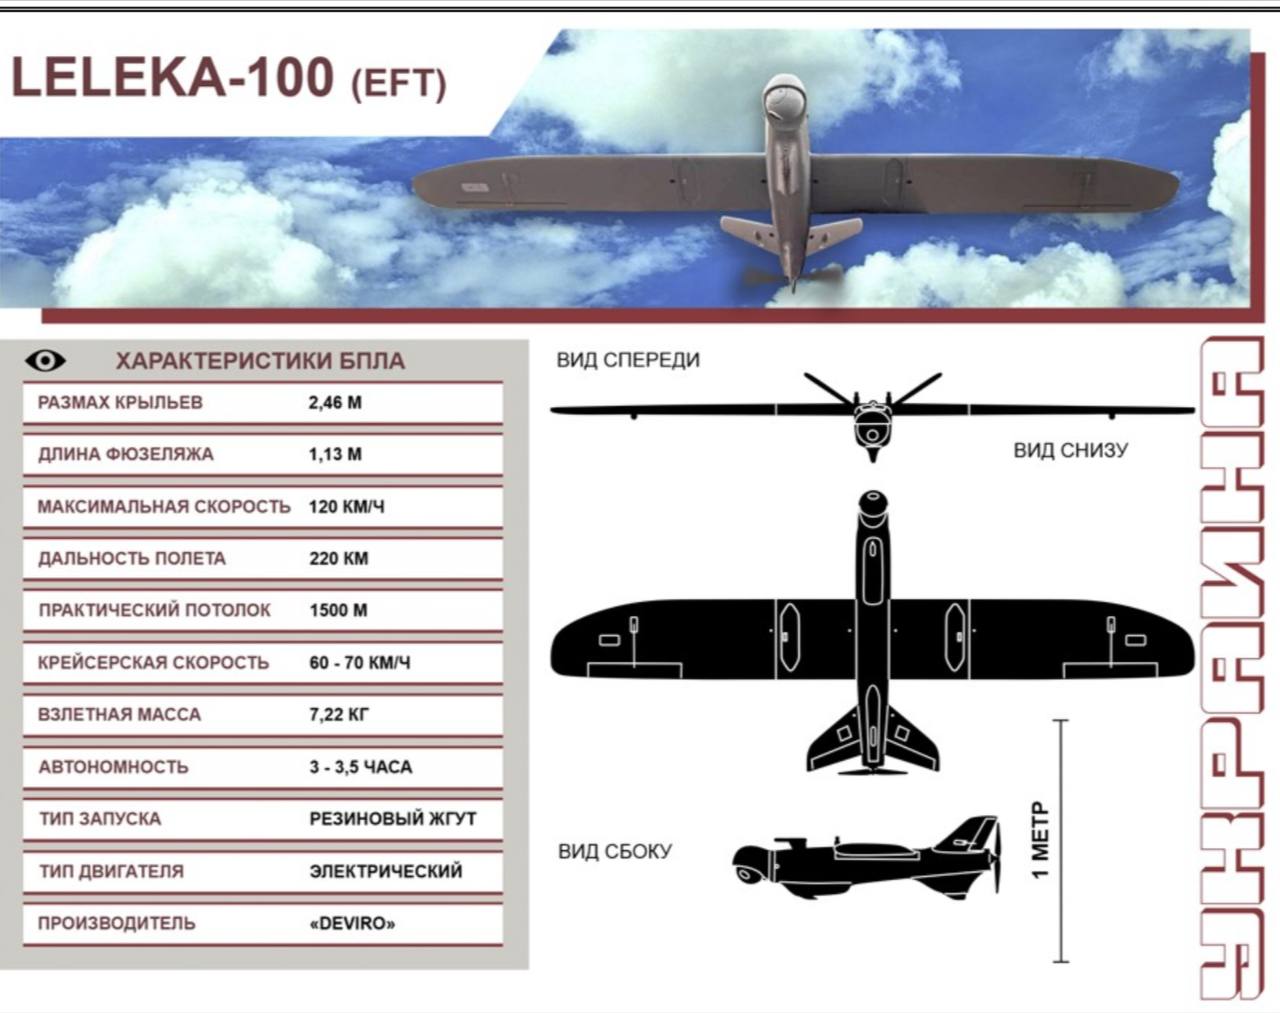 LELEKA-100 (EFT)
ХАРАКТЕРИСТИКИ БПЛА
РАЗМАХ КРЫЛЬЕВ 2,46 М
ДЛИНА ФЮЗЕЛЯЖА 1,13 М
МАКСИМАЛЬНАЯ СКОРОСТЬ 120 КМ/Ч
ДАЛЬНОСТЬ ПОЛЕТА 220 КМ
ПРАКТИЧЕСКИЙ ПОТОЛОК 1500 М
КРЕЙСЕРСКАЯ СКОРОСТЬ 60 - 70 КМ/Ч
ВЗЛЕТНАЯ МАССА 7,22 КГ
АВТОНОМНОСТЬ 3 - 3,5 ЧАСА
ТИП ЗАПУСКА РЕЗИНОВЫЙ ЖГУТ
ТИП ДВИГАТЕЛЯ ЭЛЕКТРИЧЕСКИЙ
ПРОИЗВОДИТЕЛЬ «DEVIRO»
ВИД СПЕРЕДИ
ВИД СНИЗУ
ВИД СБОКУ
1 МЕТР
УКРАИНА